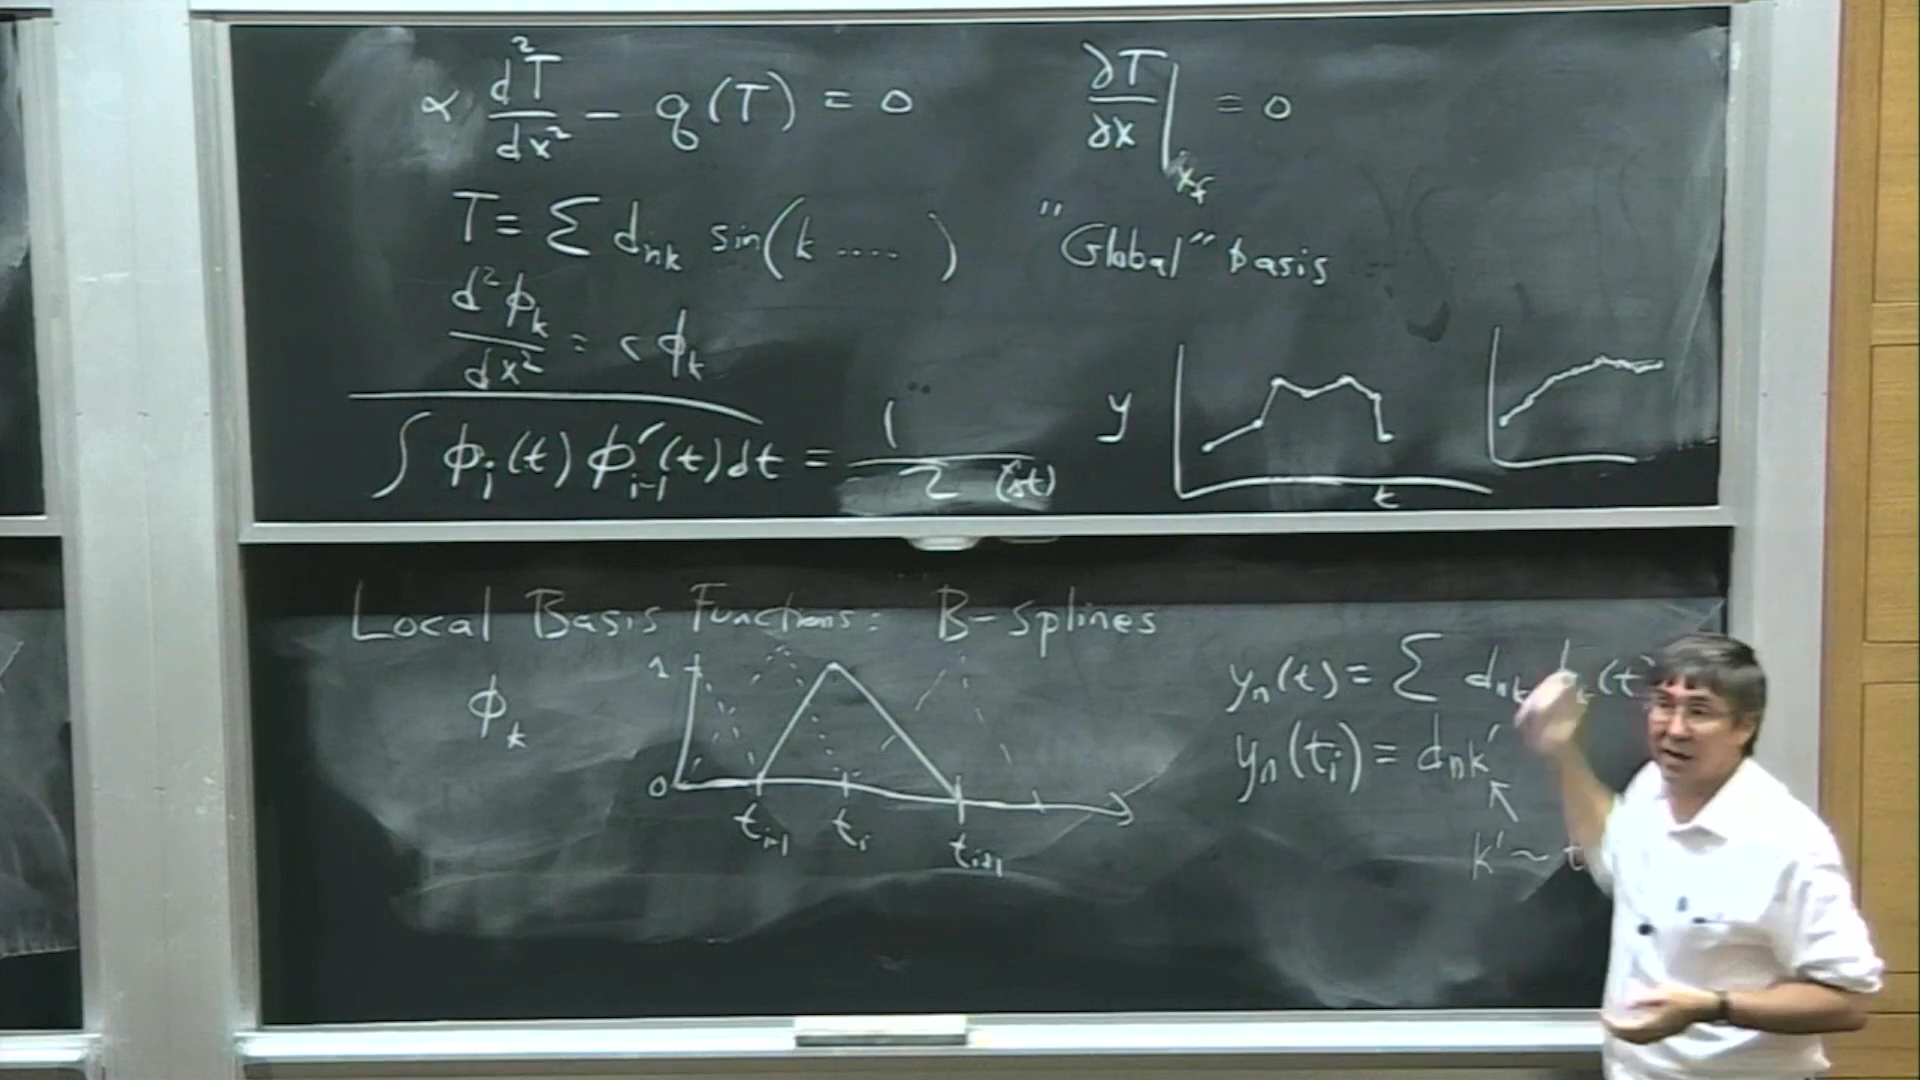 α d²T/dx² − q(T) = 0
∂T/∂x | x_f = 0
T = Σ d_nk sin(k .... )
"Global" basis
d²ϕ_k/dx² = c ϕ_k
∫ ϕ_i(t) ϕ'_i-1(t) dt = 1/2
y
t
Local Basis Functions: B-splines
ϕ_k
1
0
t_i-1
t_i
t_i+1
y_n(t) = Σ d_nk ϕ_k(t)
y_n(t_i) = d_nk'
k' ~ t